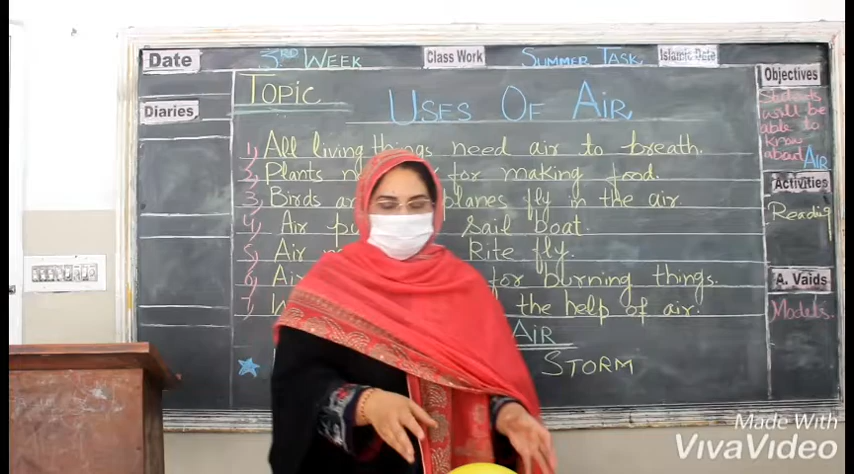 Date 3RD WEEK Class Work SUMMER TASK Islamic Date
TOPIC USES OF AIR
Diaries
1) All living things need air to breath.
2) Plants for making food.
3) Birds planes fly in the air.
4) Air sail boat.
5) Air Rite fly.
6) Air for burning things.
7) the help of air.
AIR
STORM
Objectives
Students
will be
able to
know
about AIR
Activities
Reading
A. Vaids
Models.
Made With
VivaVideo